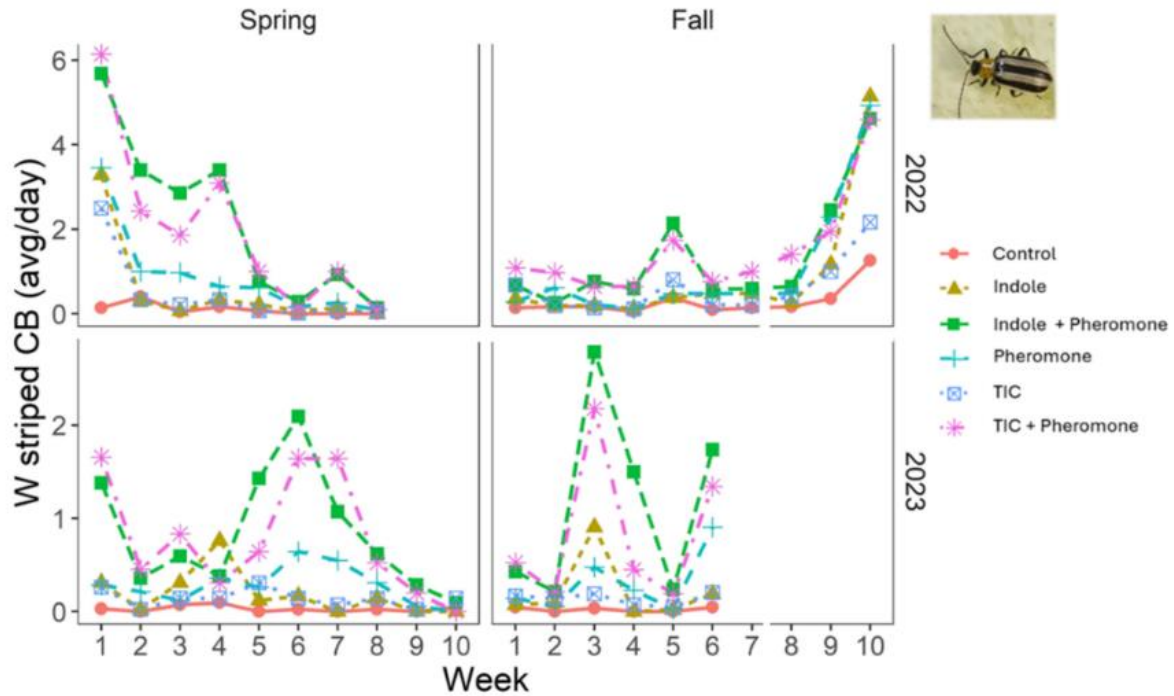 Spring Fall
W striped CB (avg/day)
6
4
2
0
2022
2
1
0
2023
1 2 3 4 5 6 7 8 9 10 1 2 3 4 5 6 7 8 9 10
Week
Control
Indole
Indole + Pheromone
Pheromone
TIC
TIC + Pheromone